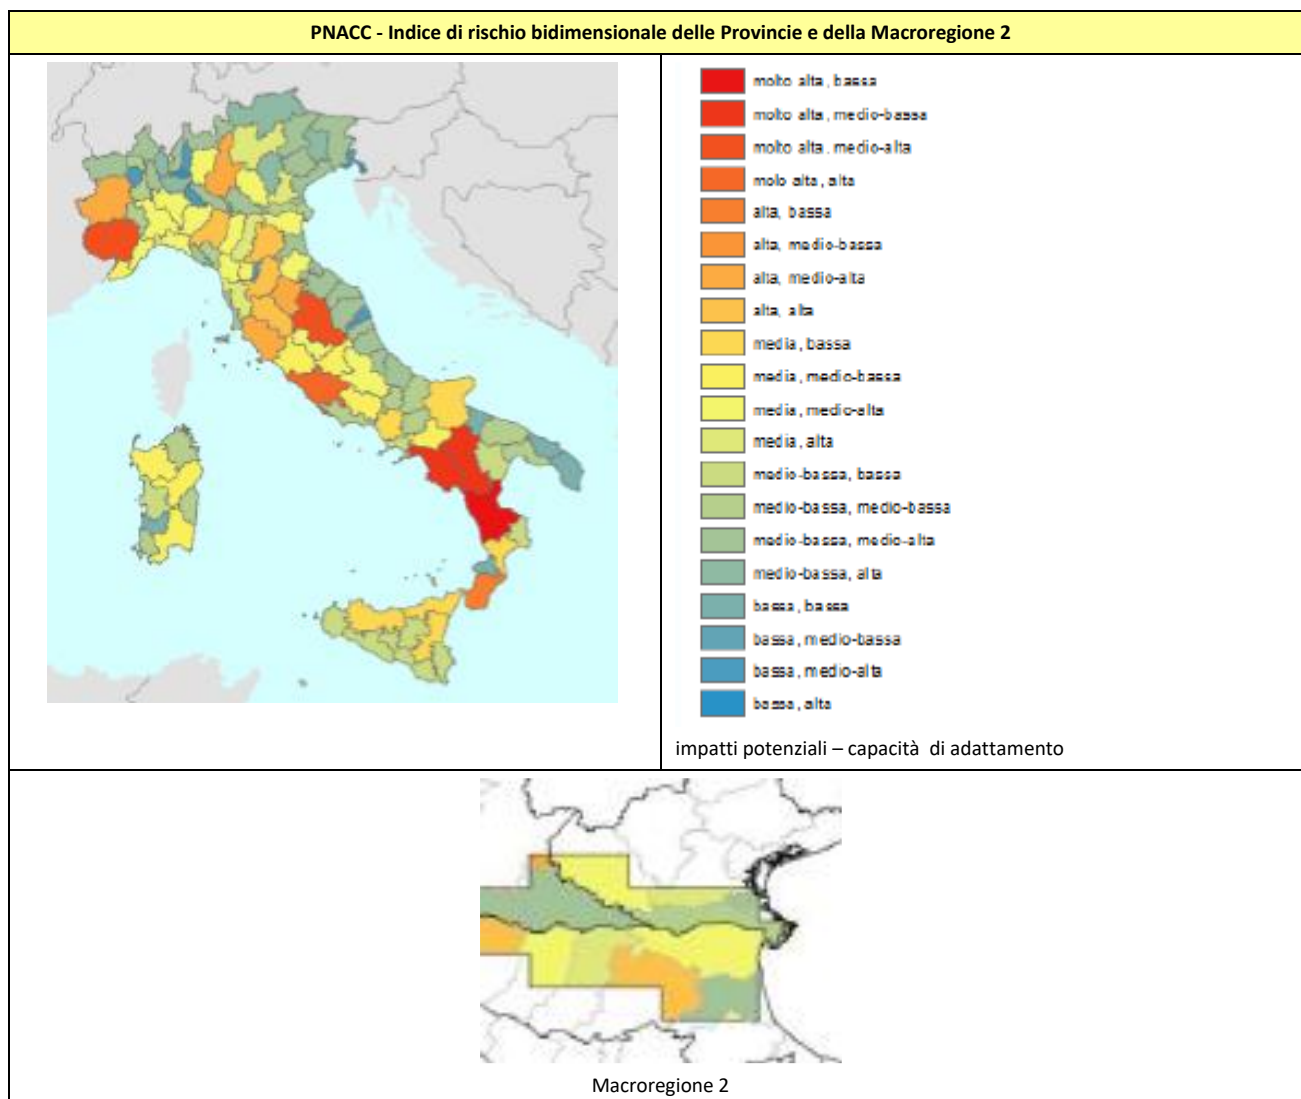 PNACC - Indice di rischio bidimensionale delle Provincie e della Macroregione 2
molto alta, bassa
molto alta, medio-bassa
molto alta. medio-alta
molo alta, alta
alta, bassa
alta, medio-bassa
alta, medio-alta
alta, alta
media, bassa
media, medio-bassa
media, medio-alta
media, alta
medio-bassa, bassa
medio-bassa, medio-bassa
medio-bassa, medio-alta
medio-bassa, alta
bassa, bassa
bassa, medio-bassa
bassa, medio-alta
bassa, alta
impatti potenziali – capacità di adattamento
Macroregione 2